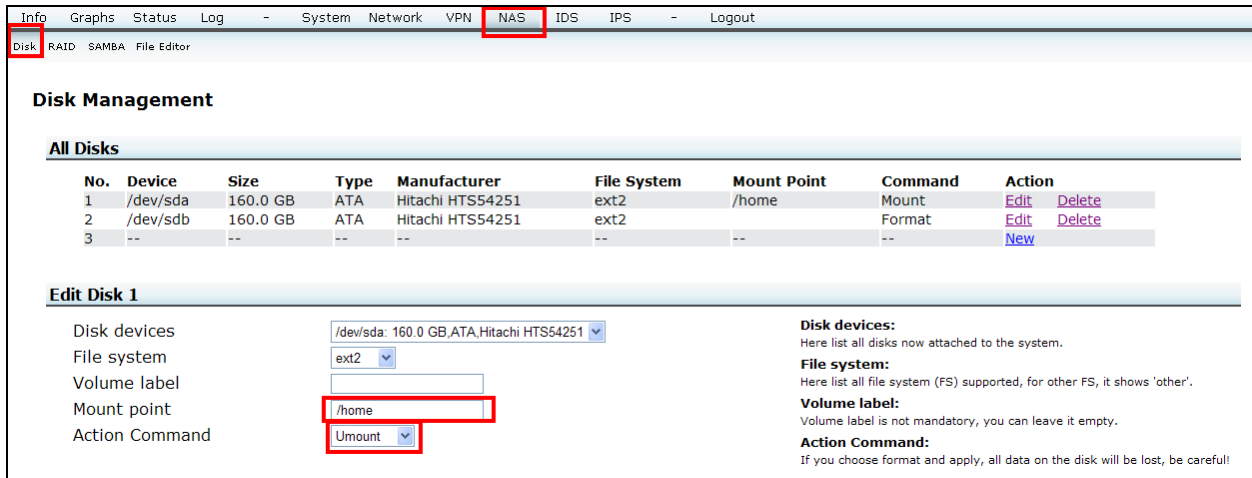 Info Graphs Status Log - System Network VPN NAS IDS IPS - Logout
Disk RAID SAMBA File Editor
Disk Management
All Disks
No. Device Size Type Manufacturer File System Mount Point Command Action
1 /dev/sda 160.0 GB ATA Hitachi HTS54251 ext2 /home Mount Edit Delete
2 /dev/sdb 160.0 GB ATA Hitachi HTS54251 ext2 Format Edit Delete
3 -- -- -- -- -- -- -- New
Edit Disk 1
Disk devices /dev/sda: 160.0 GB,ATA,Hitachi HTS54251
File system ext2
Volume label
Mount point /home
Action Command Umount
Disk devices:
Here list all disks now attached to the system.
File system:
Here list all file system (FS) supported, for other FS, it shows 'other'.
Volume label:
Volume label is not mandatory, you can leave it empty.
Action Command:
If you choose format and apply, all data on the disk will be lost, be careful!